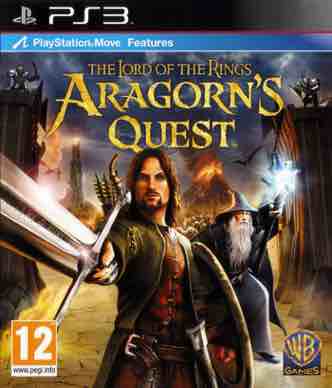 PS3
PlayStation Move Features
THE LORD OF THE RINGS
ARAGORN'S
QUEST
12
www.pegi.info
WB
GAMES